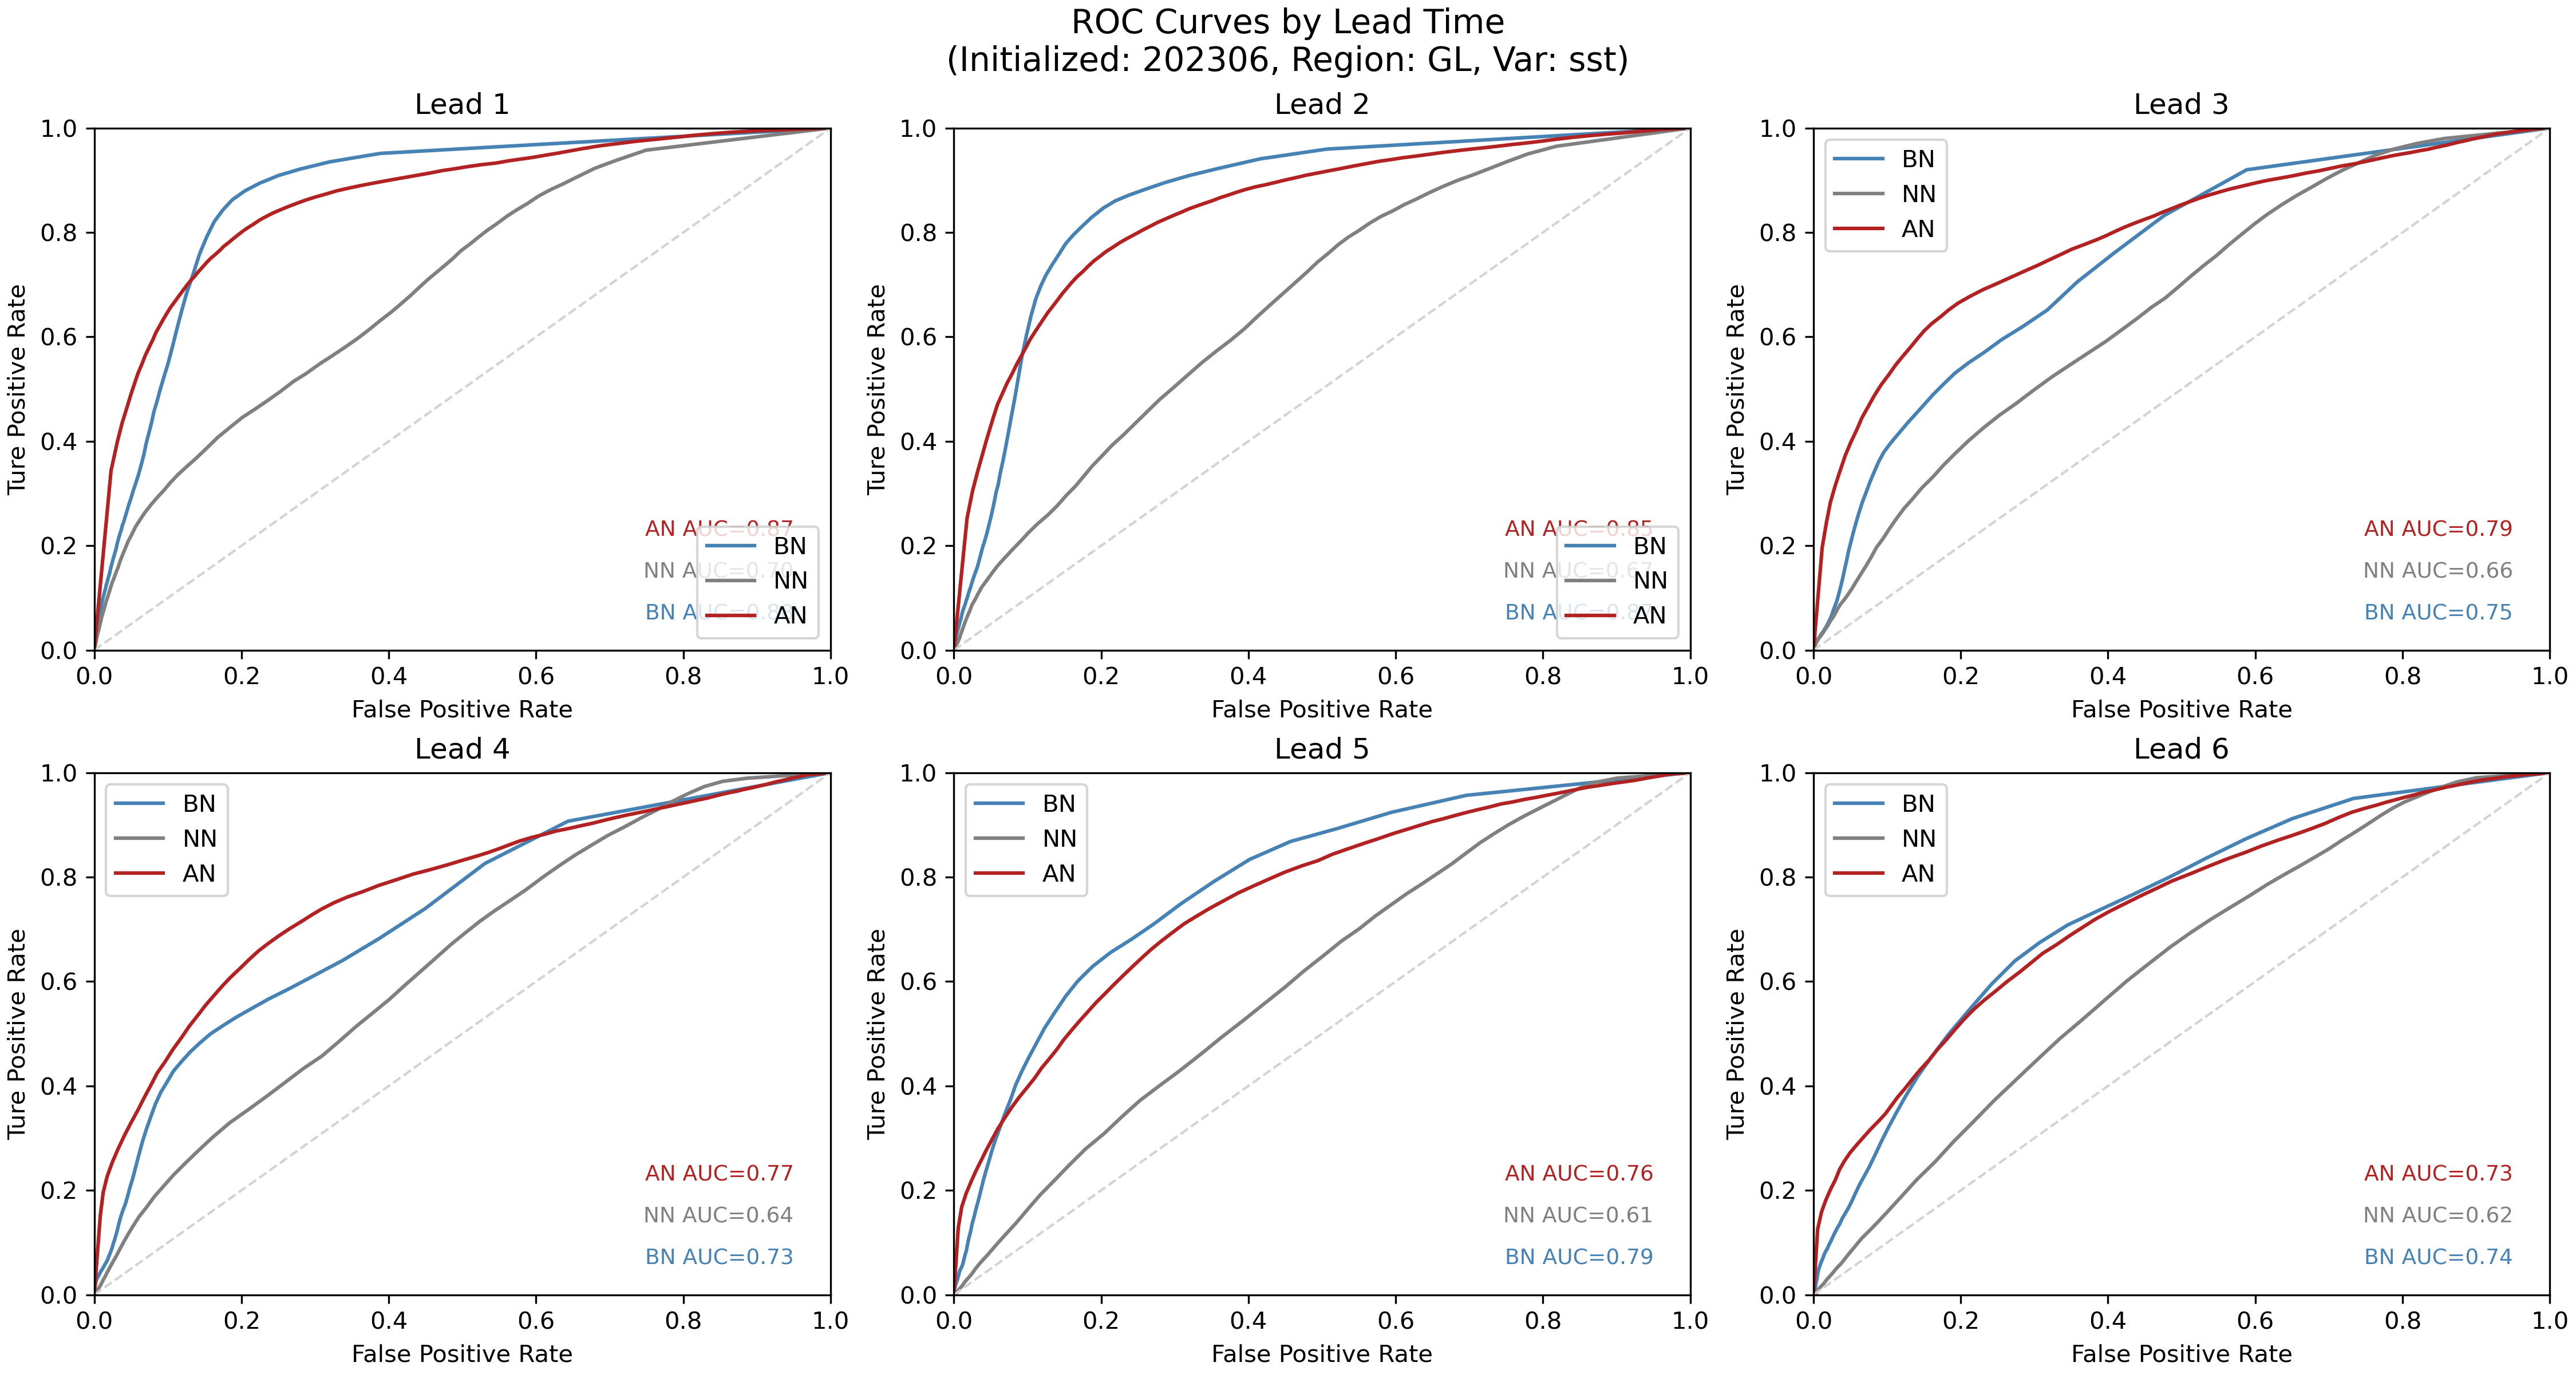 ROC Curves by Lead Time
(Initialized: 202306, Region: GL, Var: sst)
Lead 1
1.0
0.8
0.6
0.4
0.2
0.0
Ture Positive Rate
AN AUC=0.87
NN AUC=0.70
BN
BN
NN
AN
0.0 0.2 0.4 0.6 0.8 1.0
False Positive Rate
Lead 2
1.0
0.8
0.6
0.4
0.2
0.0
Ture Positive Rate
AN AUC=0.85
NN AUC=0.67
BN
BN
NN
AN
0.0 0.2 0.4 0.6 0.8 1.0
False Positive Rate
Lead 3
1.0
0.8
0.6
0.4
0.2
0.0
Ture Positive Rate
BN
NN
AN
AN AUC=0.79
NN AUC=0.66
BN AUC=0.75
0.0 0.2 0.4 0.6 0.8 1.0
False Positive Rate
Lead 4
1.0
0.8
0.6
0.4
0.2
0.0
Ture Positive Rate
BN
NN
AN
AN AUC=0.77
NN AUC=0.64
BN AUC=0.73
0.0 0.2 0.4 0.6 0.8 1.0
False Positive Rate
Lead 5
1.0
0.8
0.6
0.4
0.2
0.0
Ture Positive Rate
BN
NN
AN
AN AUC=0.76
NN AUC=0.61
BN AUC=0.79
0.0 0.2 0.4 0.6 0.8 1.0
False Positive Rate
Lead 6
1.0
0.8
0.6
0.4
0.2
0.0
Ture Positive Rate
BN
NN
AN
AN AUC=0.73
NN AUC=0.62
BN AUC=0.74
0.0 0.2 0.4 0.6 0.8 1.0
False Positive Rate